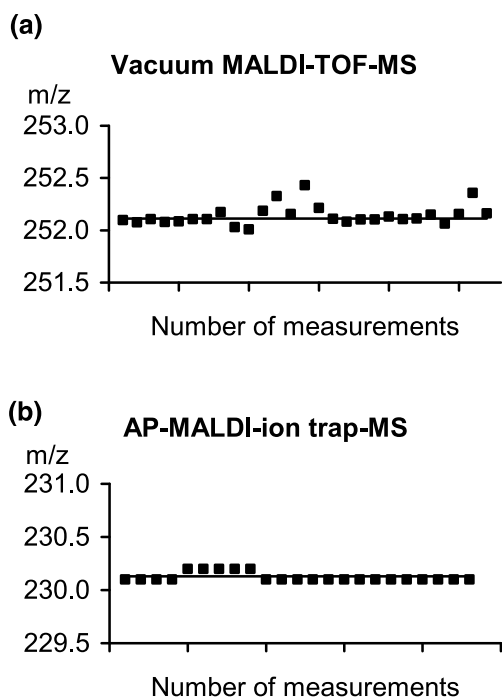 (a)
Vacuum MALDI-TOF-MS
m/z
253.0
252.5
252.0
251.5
Number of measurements
(b)
AP-MALDI-ion trap-MS
m/z
231.0
230.5
230.0
229.5
Number of measurements